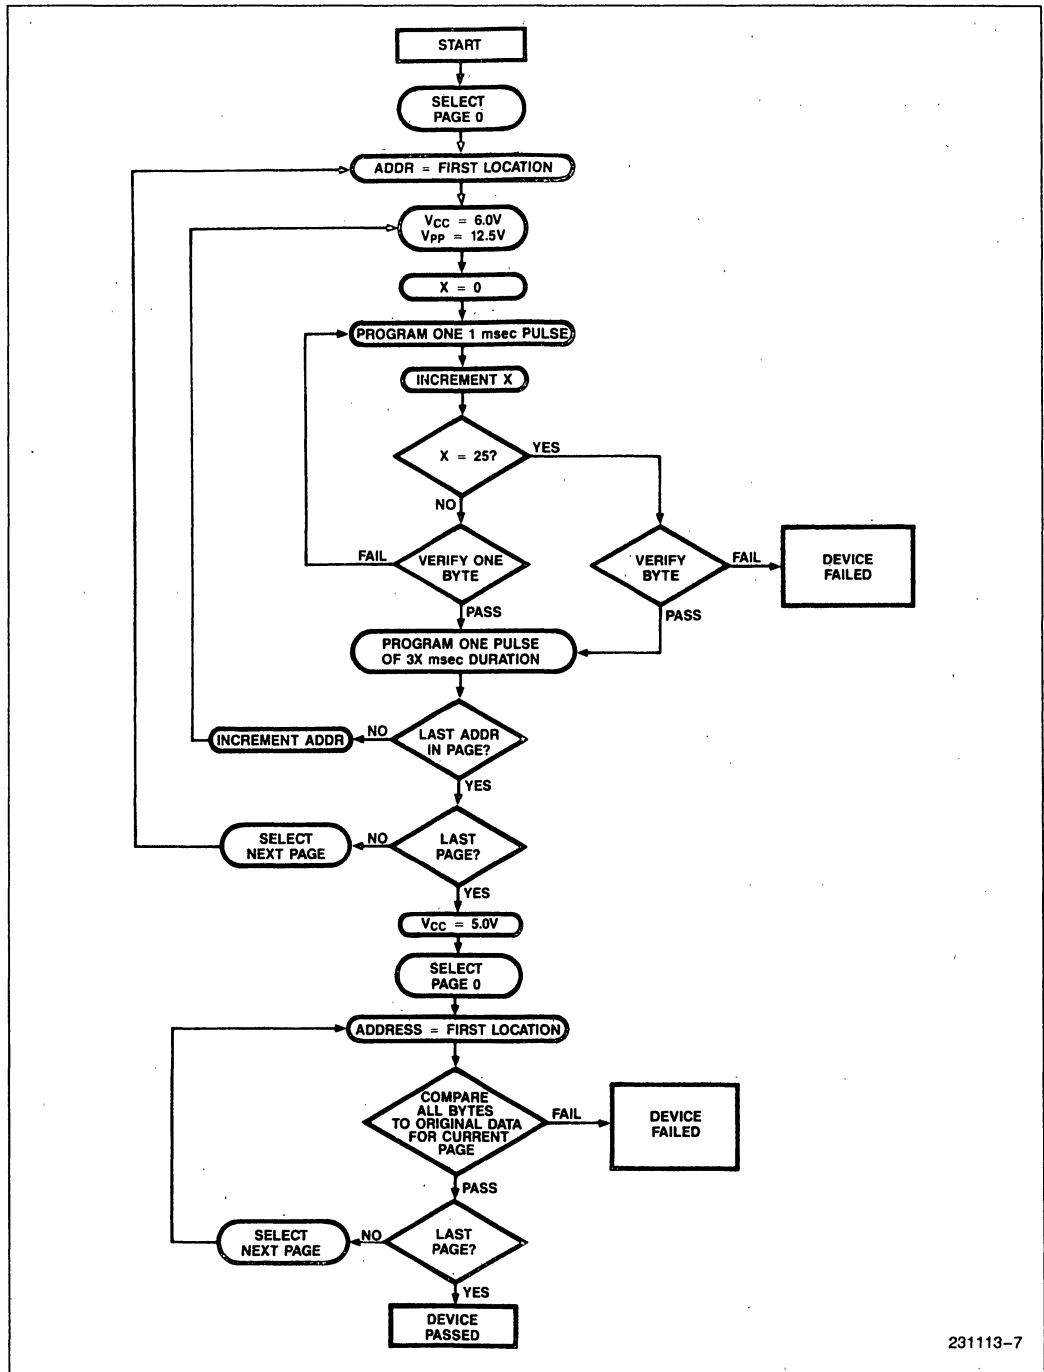 START
SELECT
PAGE 0
ADDR = FIRST LOCATION
VCC = 6.0V
VPP = 12.5V
X = 0
PROGRAM ONE 1 msec PULSE
INCREMENT X
X = 25?
YES
NO
VERIFY ONE
BYTE
FAIL
PASS
VERIFY
BYTE
FAIL
PASS
DEVICE
FAILED
PROGRAM ONE PULSE
OF 3X msec DURATION
LAST ADDR
IN PAGE?
NO
INCREMENT ADDR
YES
LAST
PAGE?
NO
SELECT
NEXT PAGE
YES
VCC = 5.0V
SELECT
PAGE 0
ADDRESS = FIRST LOCATION
COMPARE
ALL BYTES
TO ORIGINAL DATA
FOR CURRENT
PAGE
FAIL
DEVICE
FAILED
PASS
LAST
PAGE?
NO
SELECT
NEXT PAGE
YES
DEVICE
PASSED
231113-7